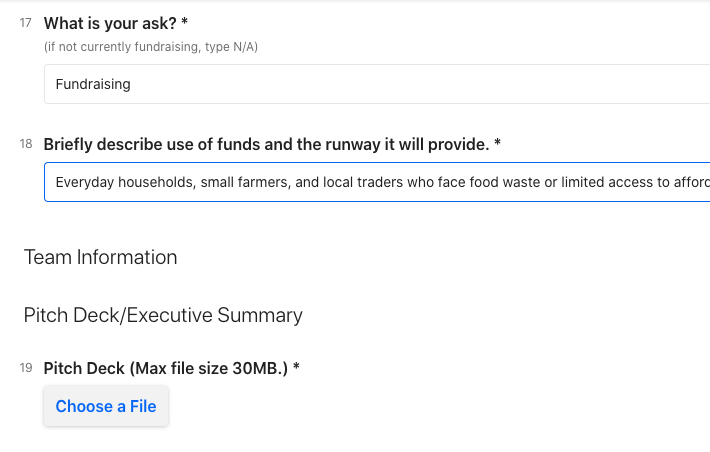 17 What is your ask? *
(if not currently fundraising, type N/A)
Fundraising
18 Briefly describe use of funds and the runway it will provide. *
Everyday households, small farmers, and local traders who face food waste or limited access to afford
Team Information
Pitch Deck/Executive Summary
19 Pitch Deck (Max file size 30MB.) *
Choose a File